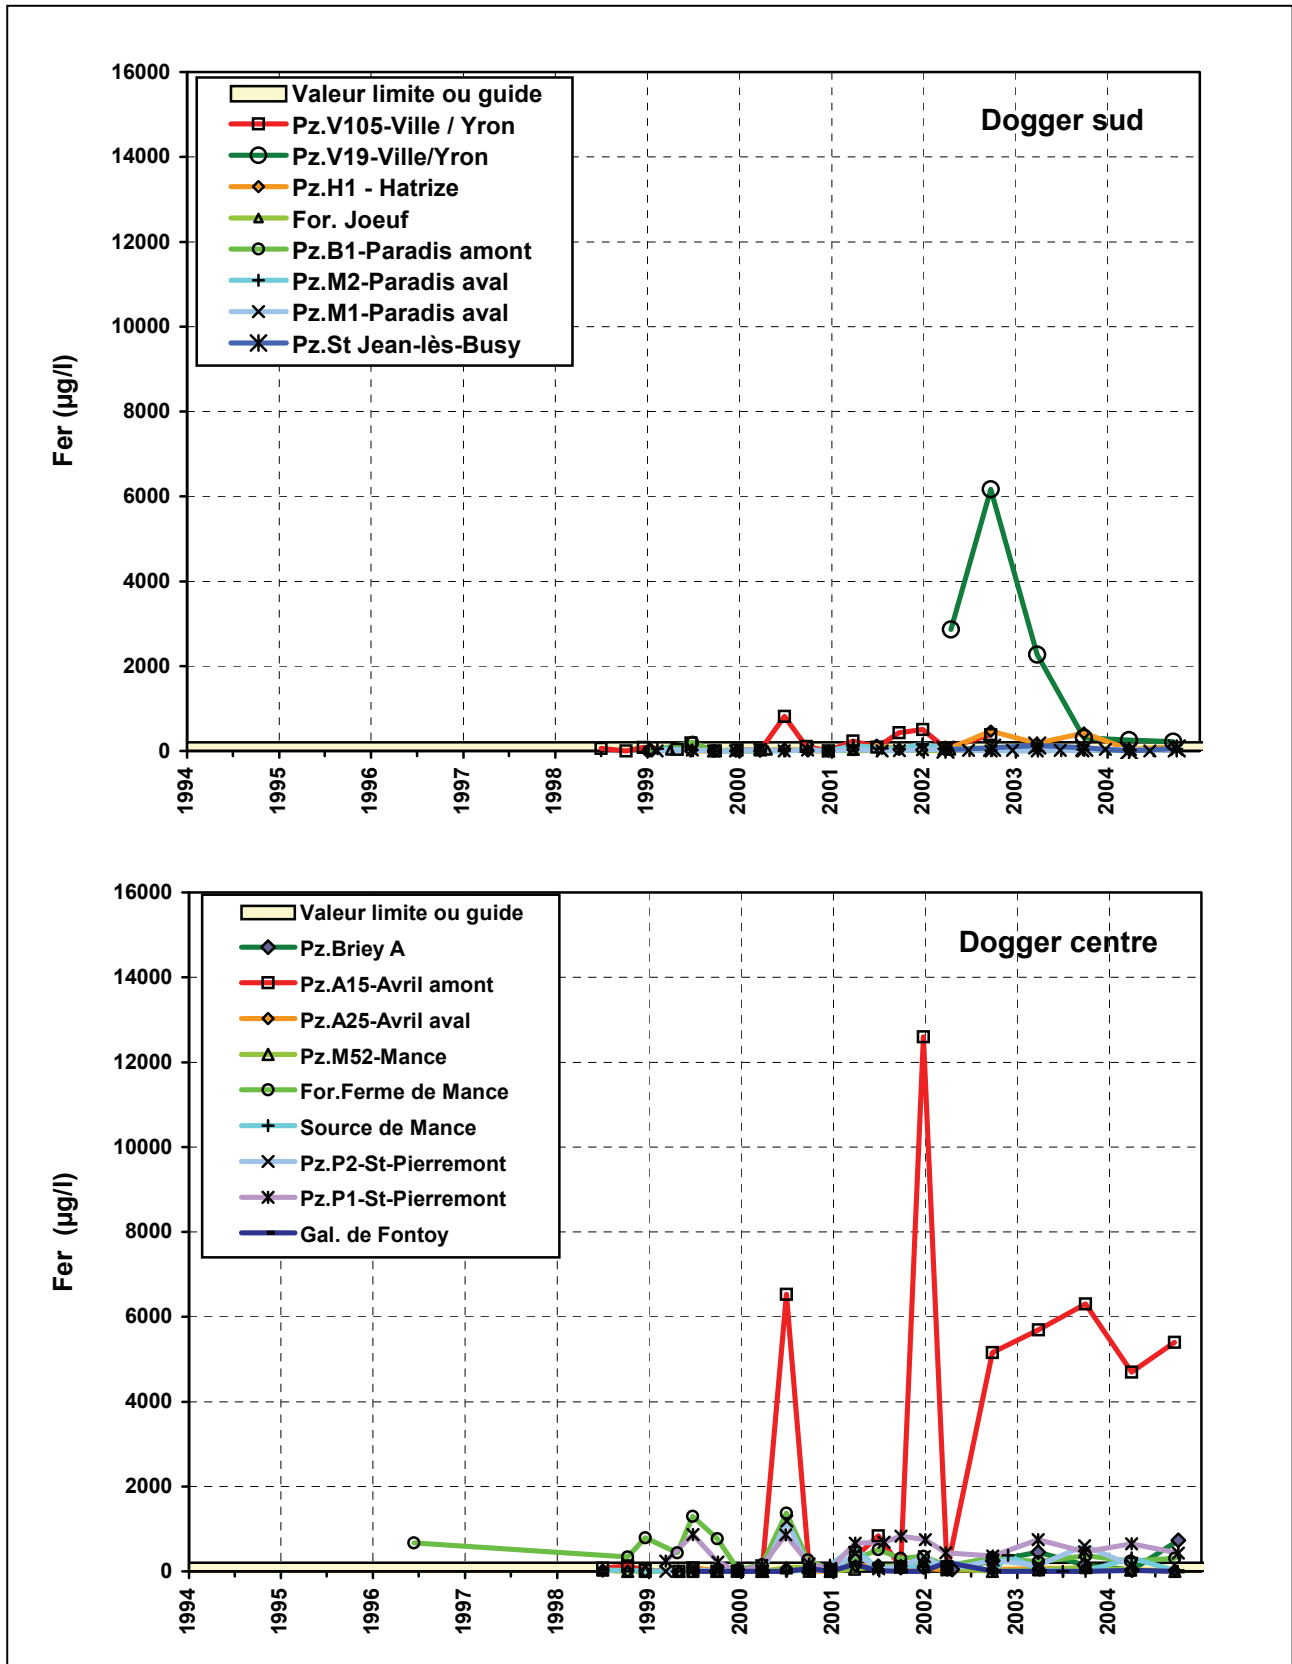 Dogger sud
Valeur limite ou guide
Pz.V105-Ville / Yron
Pz.V19-Ville/Yron
Pz.H1 - Hatrize
For. Joeuf
Pz.B1-Paradis amont
Pz.M2-Paradis aval
Pz.M1-Paradis aval
Pz.St Jean-lès-Busy
Fer (µg/l)
16000
14000
12000
10000
8000
6000
4000
2000
0
1994
1995
1996
1997
1998
1999
2000
2001
2002
2003
2004
Dogger centre
Valeur limite ou guide
Pz.Briey A
Pz.A15-Avril amont
Pz.A25-Avril aval
Pz.M52-Mance
For.Ferme de Mance
Source de Mance
Pz.P2-St-Pierremont
Pz.P1-St-Pierremont
Gal. de Fontoy
Fer (µg/l)
16000
14000
12000
10000
8000
6000
4000
2000
0
1994
1995
1996
1997
1998
1999
2000
2001
2002
2003
2004